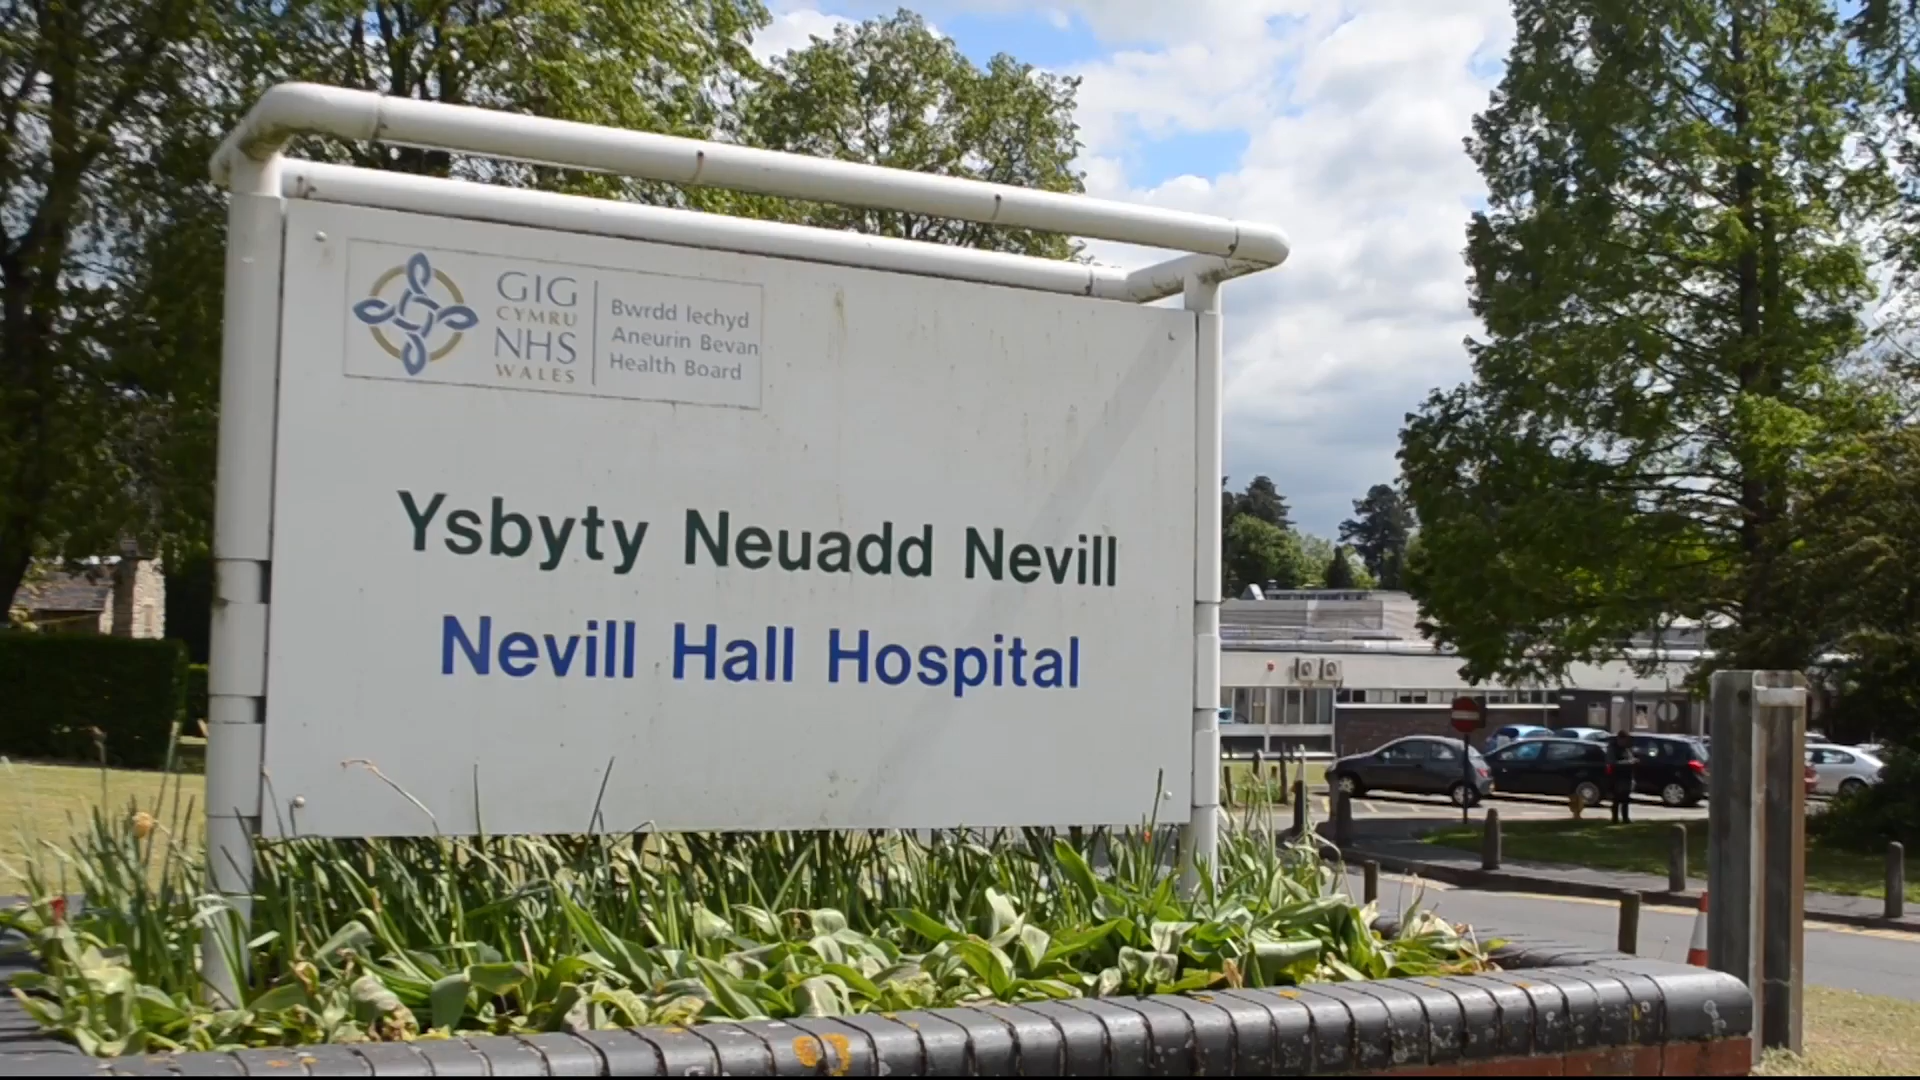 GIG
CYMRU
NHS
WALES
Bwrdd Iechyd
Aneurin Bevan
Health Board
Ysbyty Neuadd Nevill
Nevill Hall Hospital